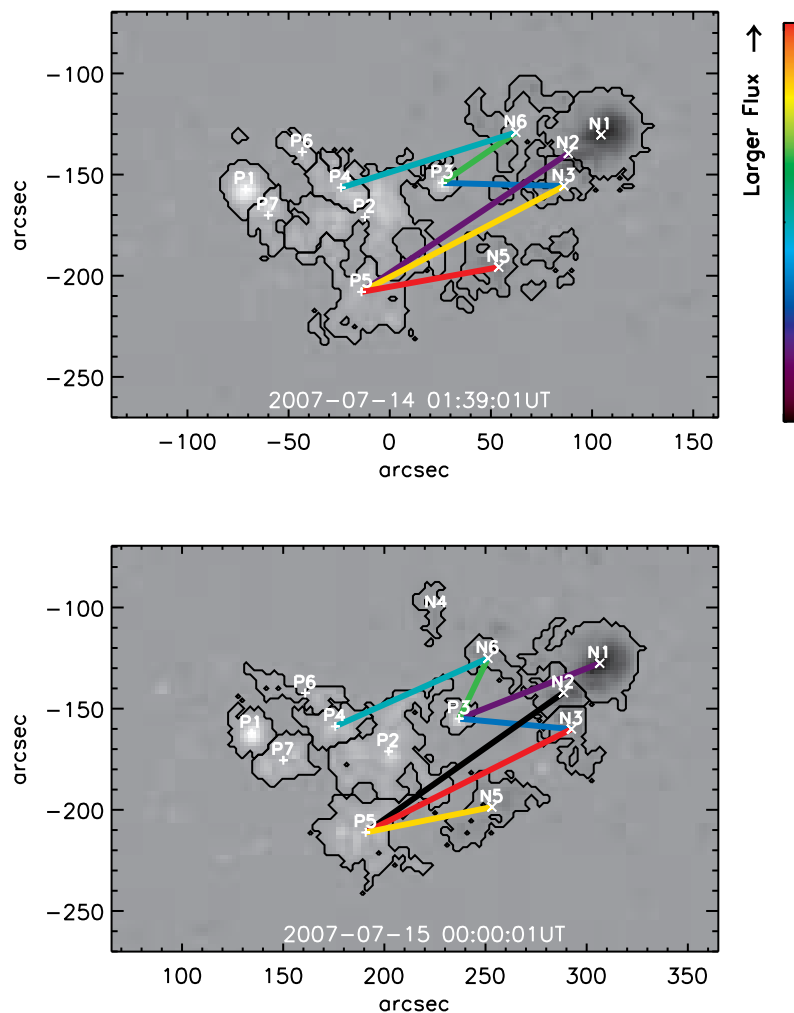 Larger Flux →
−100
−150
−200
−250
arcsec
P6
P1
P7
P4
P2
P3
P5
N6
N1
N2
N3
N5
2007−07−14 01:39:01UT
−100 −50 0 50 100 150
arcsec
−100
−150
−200
−250
arcsec
N4
N6
N1
P6
N2
P4
P3
P1
N3
P7
P2
N5
P5
2007−07−15 00:00:01UT
100 150 200 250 300 350
arcsec